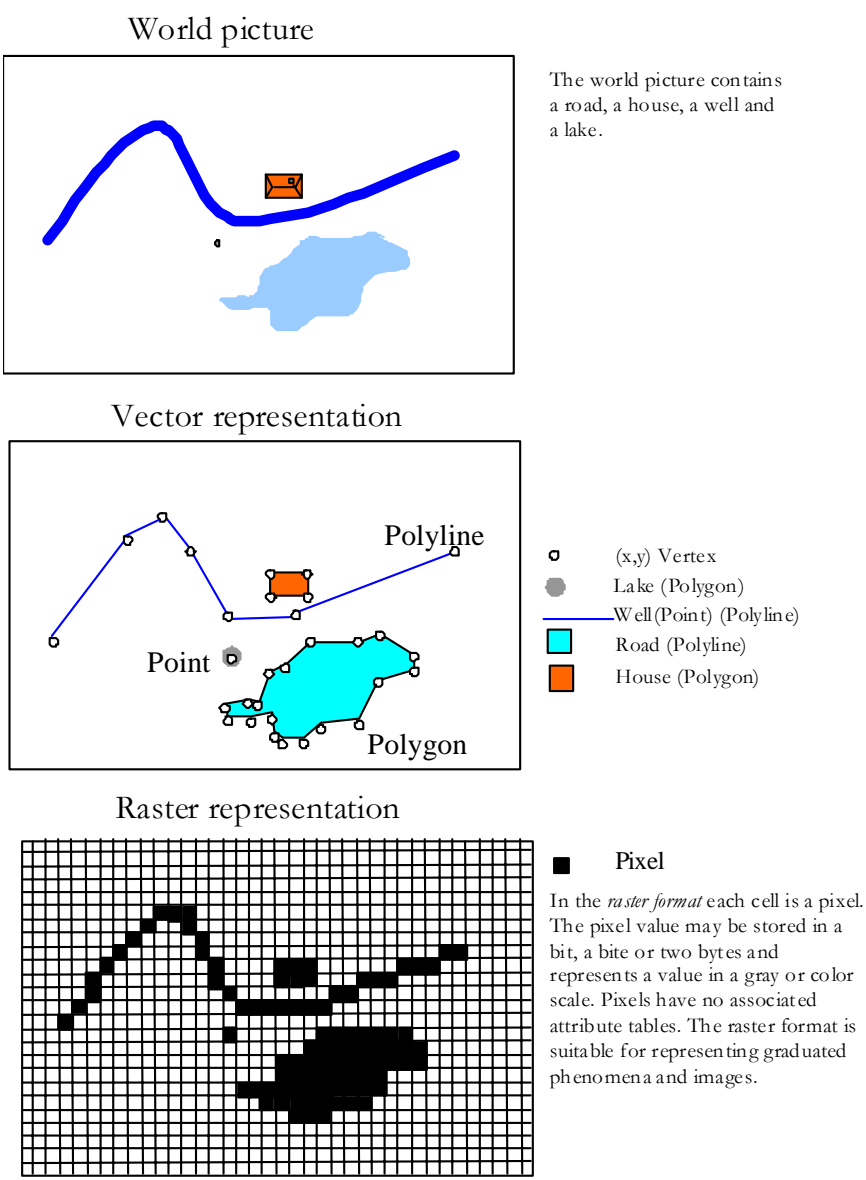 World picture
The world picture contains
a road, a house, a well and
a lake.
Vector representation
Polyline
Point
Polygon
(x,y) Vertex
Lake (Polygon)
Well(Point) (Polyline)
Road (Polyline)
House (Polygon)
Raster representation
Pixel
In the raster format each cell is a pixel.
The pixel value may be stored in a
bit, a bite or two bytes and
represents a value in a gray or color
scale. Pixels have no associated
attribute tables. The raster format is
suitable for representing graduated
phenomena and images.